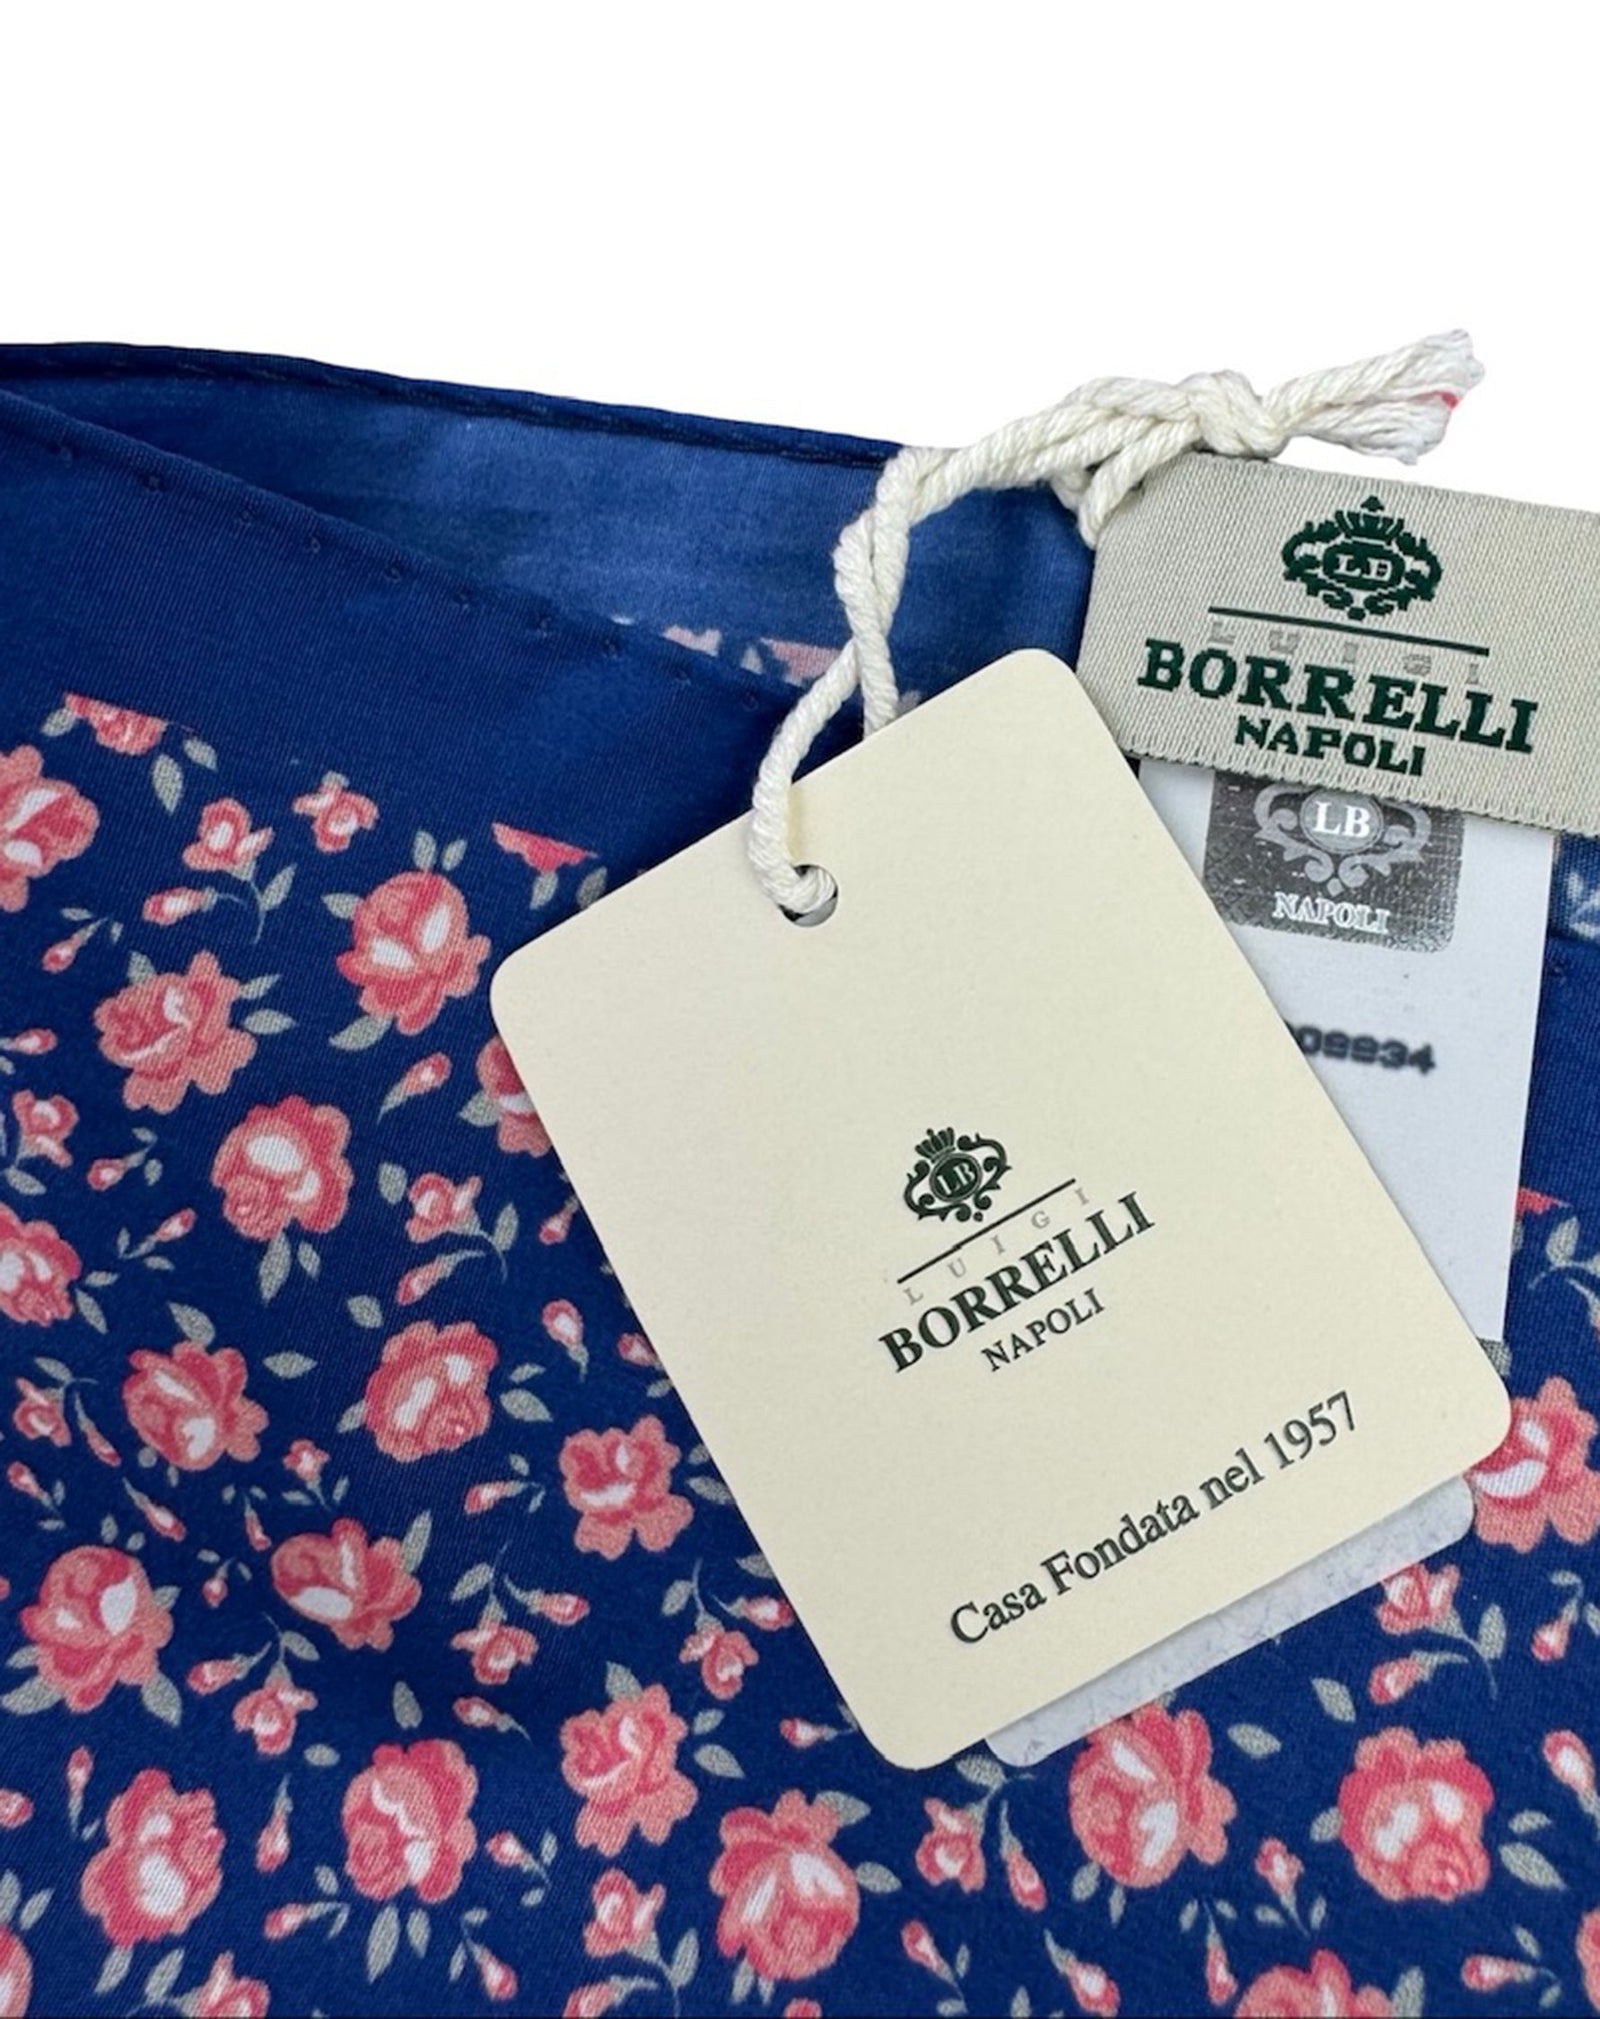 LB
LUIGI
BORRELLI
NAPOLI
LB
NAPOLI
LB
LUIGI
BORRELLI
NAPOLI
Casa Fondata nel 1957